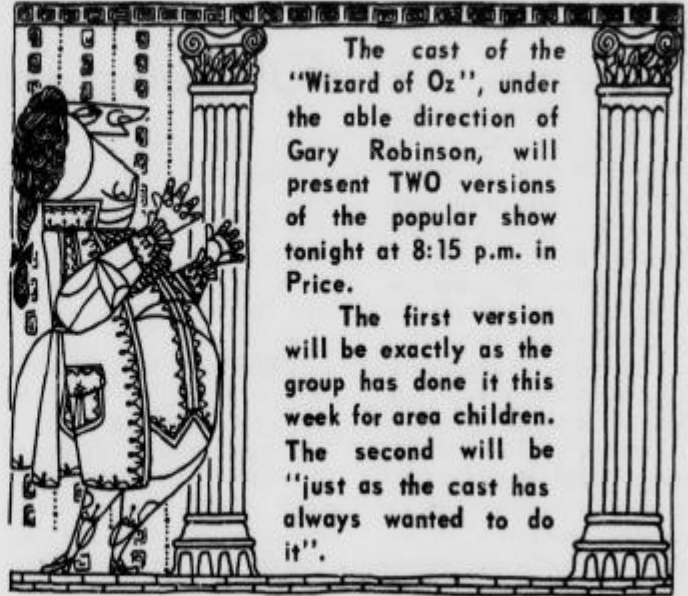 The cast of the
"Wizard of Oz", under
the able direction of
Gary Robinson, will
present TWO versions
of the popular show
tonight at 8:15 p.m. in
Price.
The first version
will be exactly as the
group has done it this
week for area children.
The second will be
"just as the cast has
always wanted to do
it".